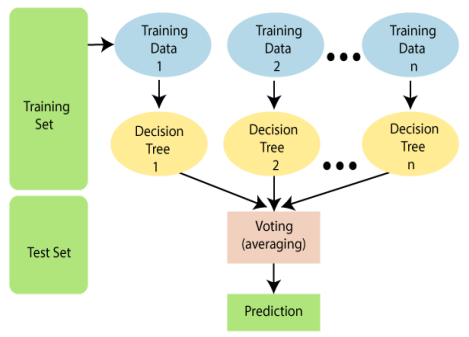 Training
Set
Training
Data
1
Training
Data
2
Training
Data
n
Decision
Tree
1
Decision
Tree
2
Decision
Tree
n
Test Set
Voting
(averaging)
Prediction